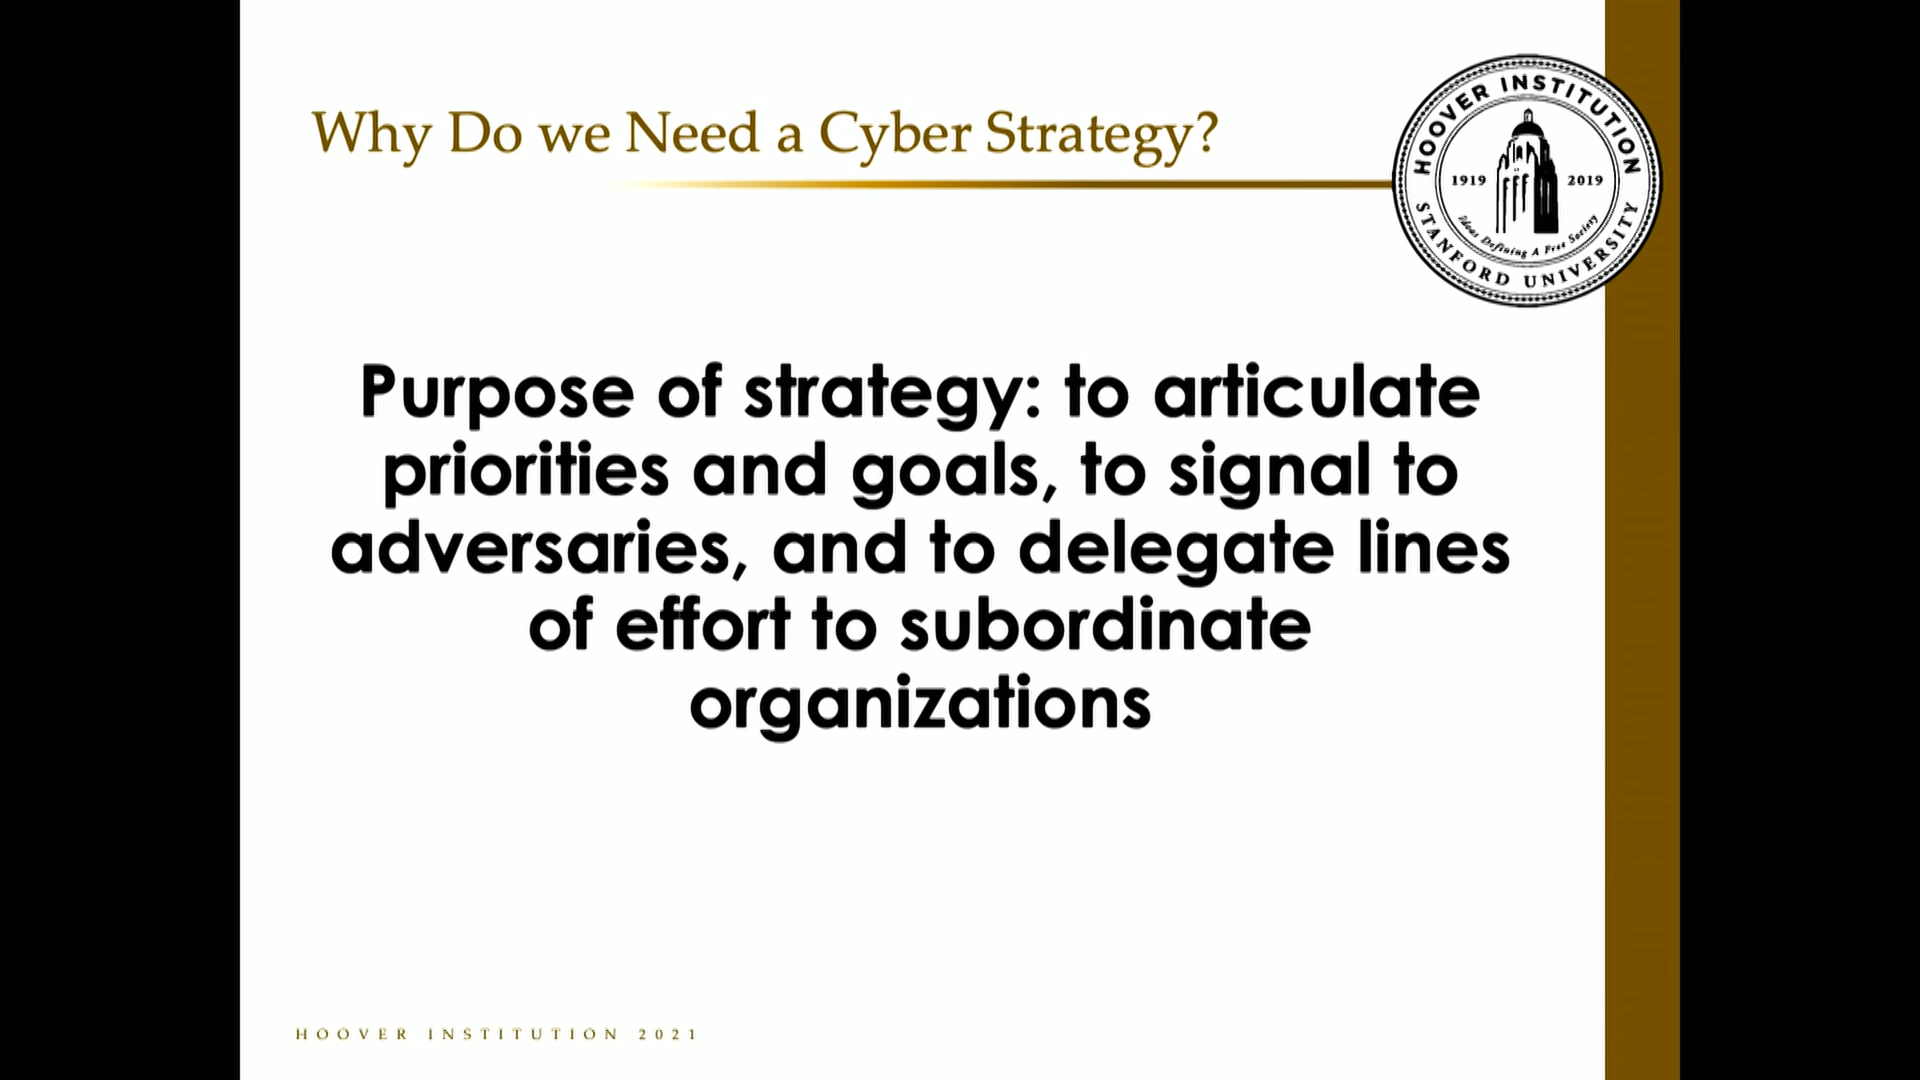 Why Do we Need a Cyber Strategy?
HOOVER INSTITUTION
1919 2019
Ideas Defining A Free Society
STANFORD UNIVERSITY
Purpose of strategy: to articulate
priorities and goals, to signal to
adversaries, and to delegate lines
of effort to subordinate
organizations
HOOVER INSTITUTION 2021